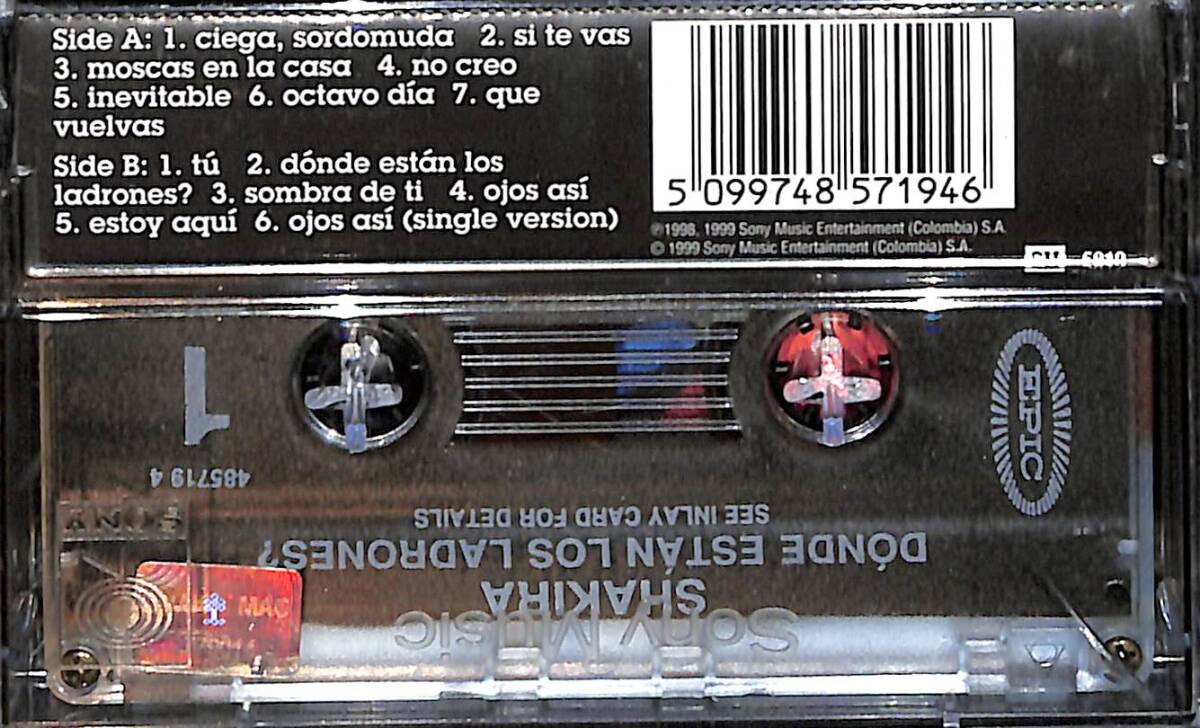 Side A: 1. ciega, sordomuda 2. si te vas
3. moscas en la casa 4. no creo
5. inevitable 6. octavo día 7. que
vuelvas
Side B: 1. tú 2. dónde están los
ladrones? 3. sombra de ti 4. ojos así
5. estoy aquí 6. ojos así (single version)
5 099748 571946
℗1998, 1999 Sony Music Entertainment (Colombia) S.A.
© 1999 Sony Music Entertainment (Colombia) S.A.
1
EPIC
485719 4
SONY
SEE INLAY CARD FOR DETAILS
DÓNDE ESTÁN LOS LADRONES?
SHAKIRA
Sony Music